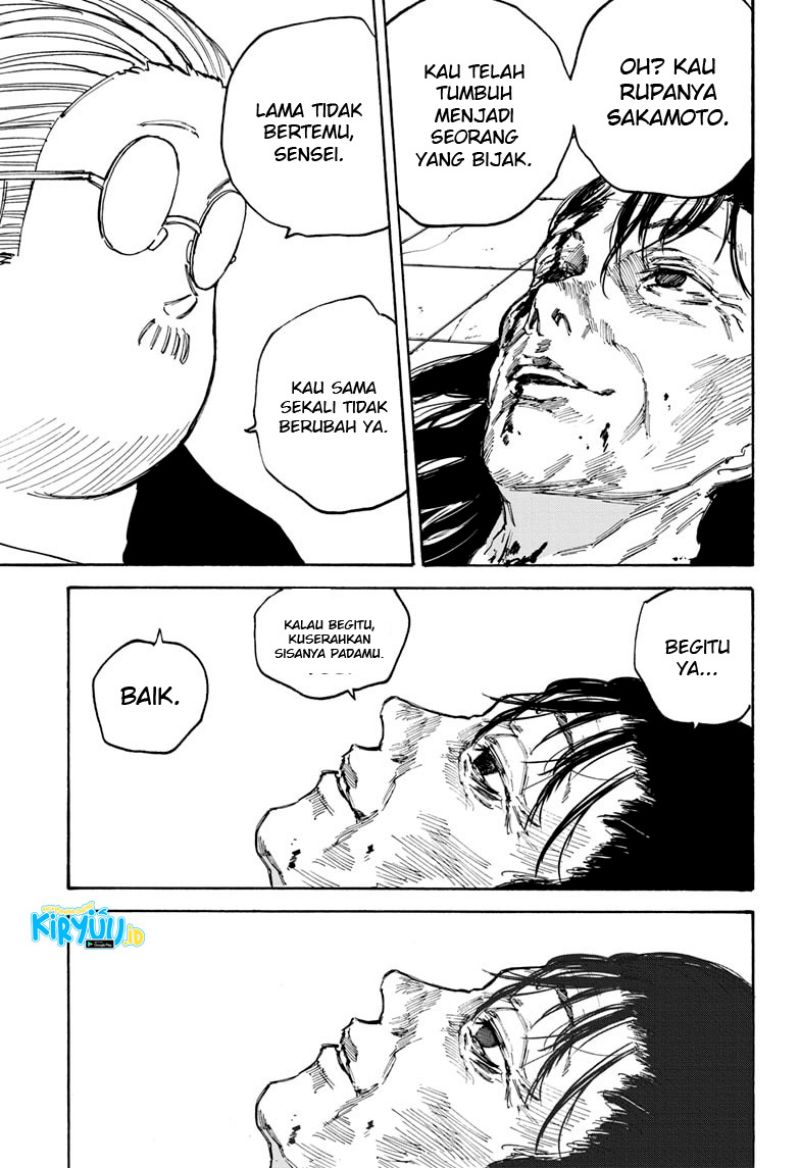 OH? KAU
RUPANYA
SAKAMOTO.
KAU TELAH
TUMBUH
MENJADI
SEORANG
YANG BIJAK.
LAMA TIDAK
BERTEMU,
SENSEI.
KAU SAMA
SEKALI TIDAK
BERUBAH YA.
BEGITU
YA...
KALAU BEGITU,
KUSERAHKAN
SISANYA PADAMU.
BAIK.
KIRYUU.ID